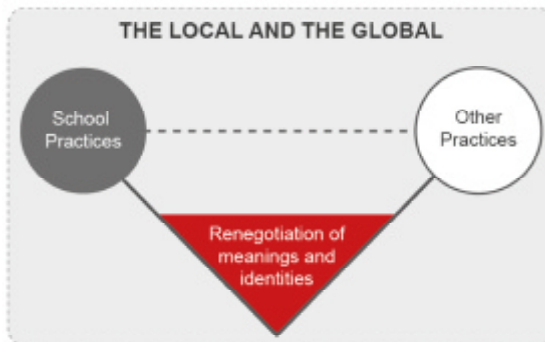 THE LOCAL AND THE GLOBAL
School
Practices
Other
Practices
Renegotiation of
meanings and
identities